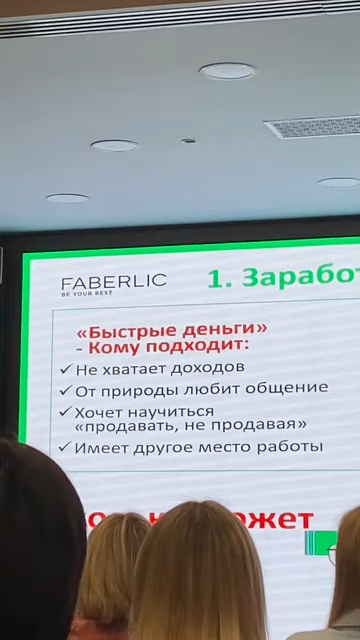 FABERLIC
BE YOUR BEST
1. Зарабо
«Быстрые деньги»
- Кому подходит:
✓ Не хватает доходов
✓ От природы любит общение
✓ Хочет научиться
«продавать, не продавая»
✓ Имеет другое место работы